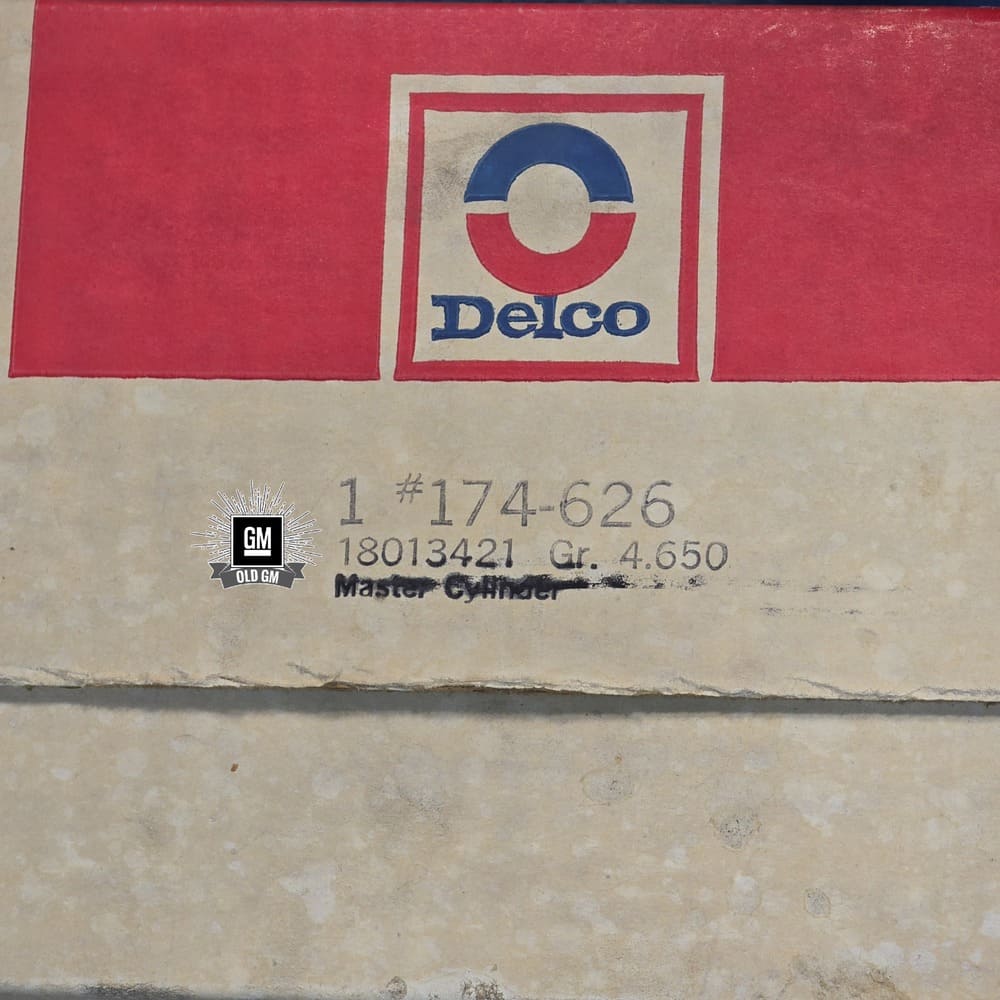 Delco
1 #174-626
18013421 Gr. 4.650
Master Cylinder
GM
OLD GM